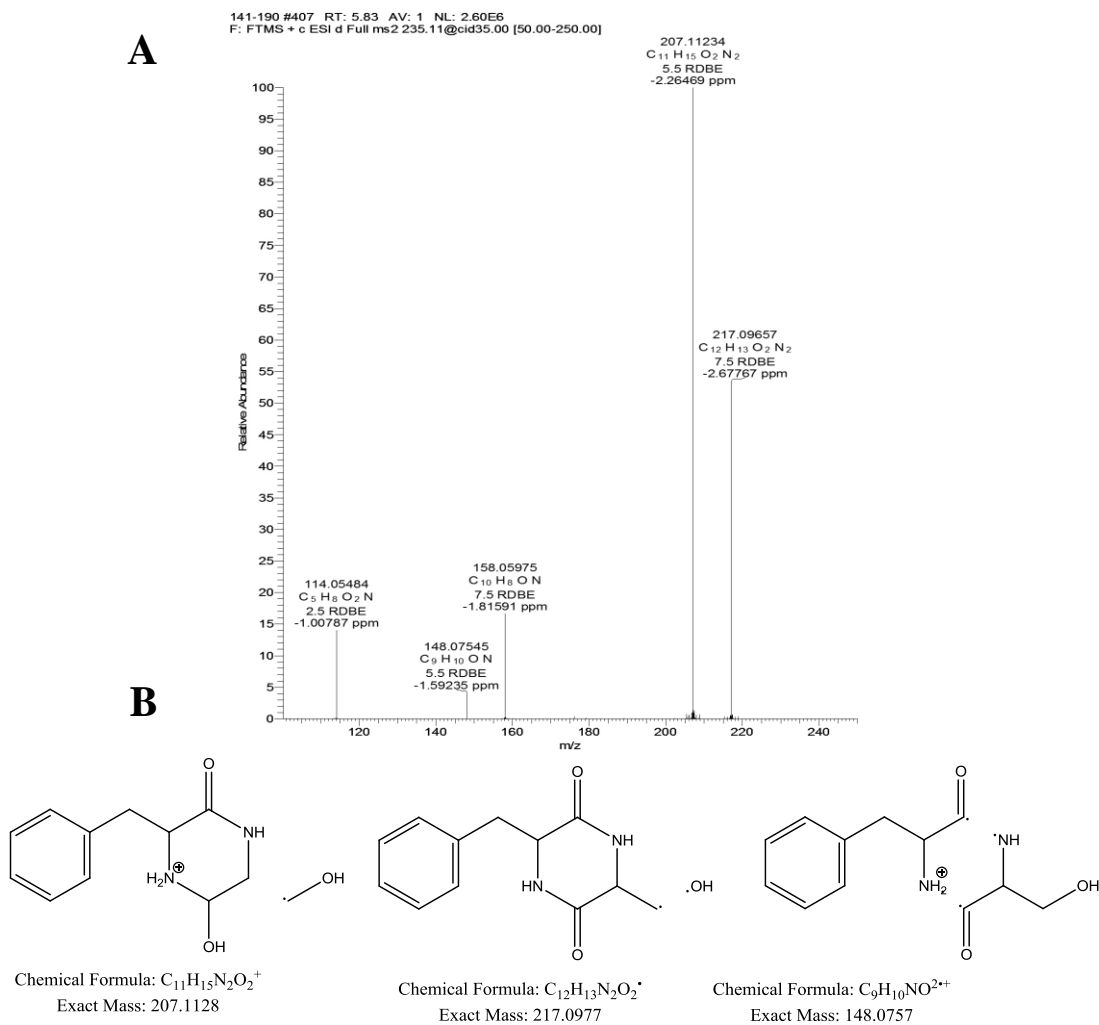 141-190 #407 RT: 5.83 AV: 1 NL: 2.60E6
F: FTMS + c ESI d Full ms2 235.11@cid35.00 [50.00-250.00]
A
207.11234
C₁₁ H₁₅ O₂ N₂
5.5 RDBE
-2.26469 ppm
217.09657
C₁₂ H₁₃ O₂ N₂
7.5 RDBE
-2.67767 ppm
158.05975
C₁₀ H₈ O N
7.5 RDBE
-1.81591 ppm
114.05484
C₅ H₈ O₂ N
2.5 RDBE
-1.00787 ppm
148.07545
C₉ H₁₀ O N
5.5 RDBE
-1.59235 ppm
100
95
90
85
80
75
70
65
60
55
50
45
40
35
30
25
20
15
10
5
0
Relative Abundance
120 140 160 180 200 220 240
m/z
B
O
NH
H₂N
⊕
OH
OH
O
NH
HN
O
.OH
O
NH
NH₂
⊕
OH
O
Chemical Formula: C₁₁H₁₅N₂O₂⁺
Exact Mass: 207.1128
Chemical Formula: C₁₂H₁₃N₂O₂•
Exact Mass: 217.0977
Chemical Formula: C₉H₁₀NO²•⁺
Exact Mass: 148.0757